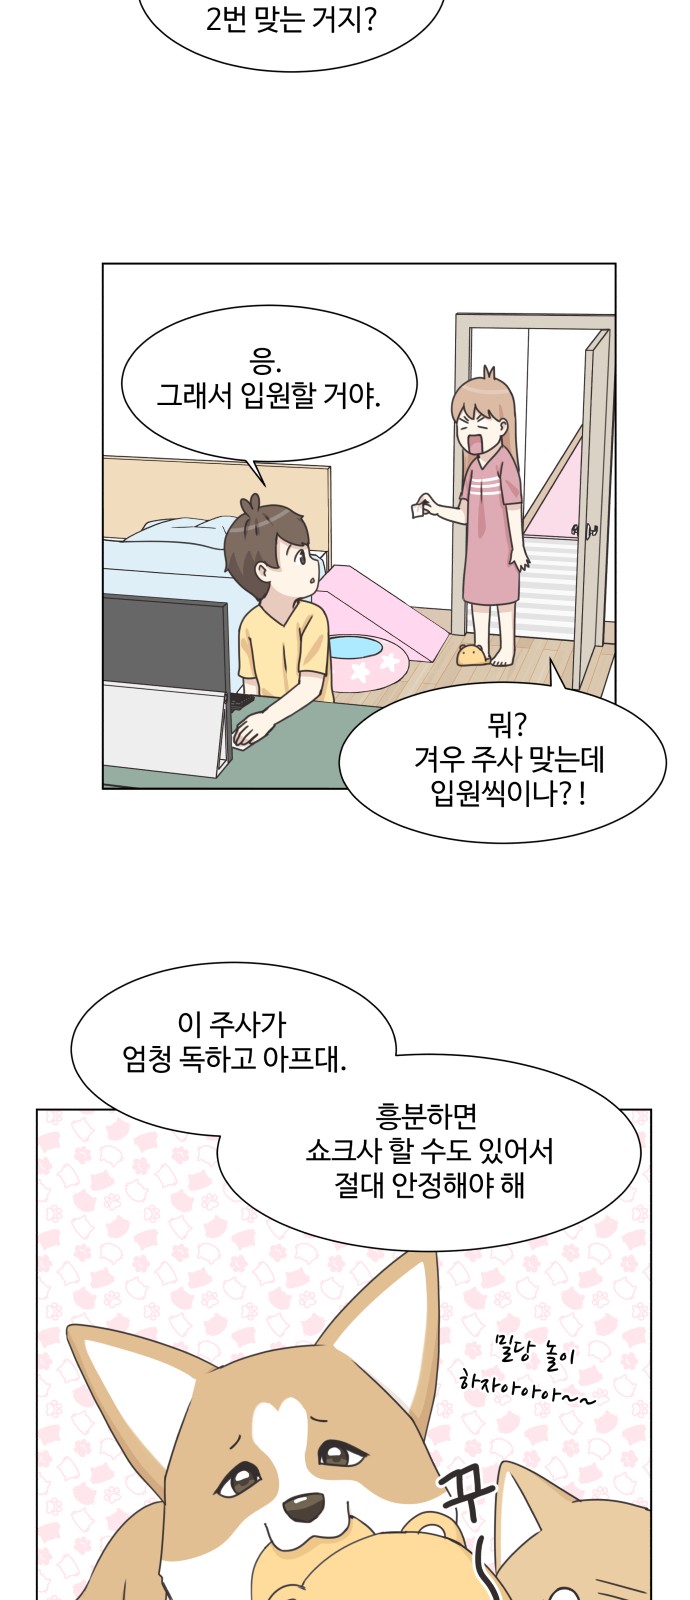 2번 맞는 거지?
응.
그래서 입원할 거야.
뭐?
겨우 주사 맞는데
입원씩이나? !
이 주사가
엄청 독하고 아프대.
흥분하면
쇼크사 할 수도 있어서
절대 안정해야 해
밀당 놀이
하자아아아아~~
꾸